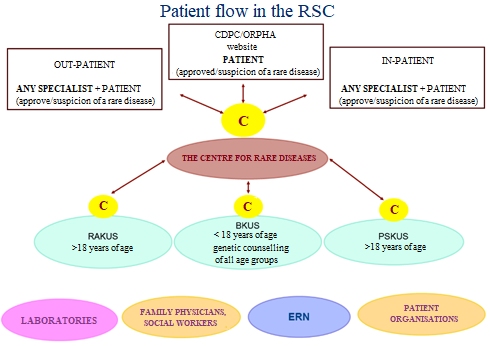 Patient flow in the RSC
CDPC/ORPHA
website
PATIENT
(approved/suspicion of a rare disease)
OUT-PATIENT
ANY SPECIALIST + PATIENT
(approve/suspicion of a rare disease)
IN-PATIENT
ANY SPECIALIST + PATIENT
(approve/suspicion of a rare disease)
C
THE CENTRE FOR RARE DISEASES
C
C
C
RAKUS
>18 years of age
BKUS
< 18 years of age
genetic counselling
of all age groups
PSKUS
>18 years of age
LABORATORIES
FAMILY PHYSICIANS,
SOCIAL WORKERS
ERN
PATIENT
ORGANISATIONS